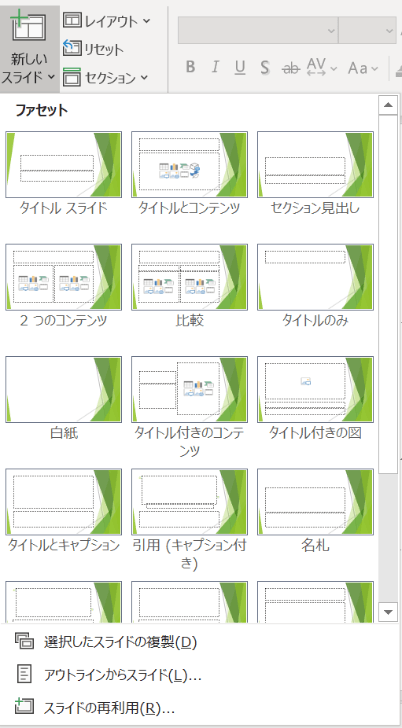 新しい
スライド
レイアウト
リセット
セクション
B I U S ab AV Aa
ファセット
タイトル スライド
タイトルとコンテンツ
セクション見出し
2 つのコンテンツ
比較
タイトルのみ
白紙
タイトル付きのコンテ
ンツ
タイトル付きの図
タイトルとキャプション
引用 (キャプション付
き)
名札
選択したスライドの複製(D)
アウトラインからスライド(L)...
スライドの再利用(R)...